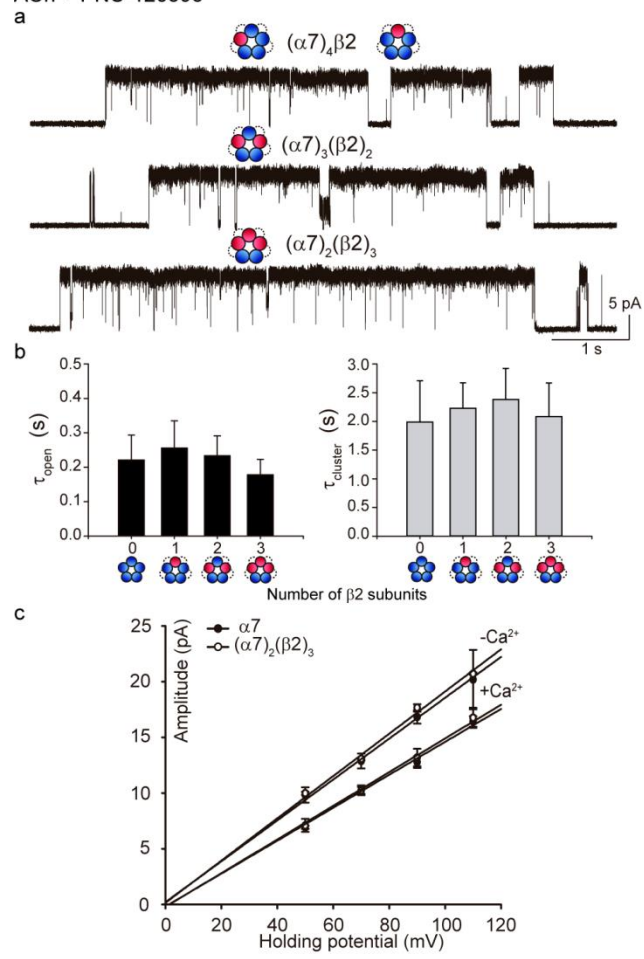 a
(α7)₄β2
(α7)₃(β2)₂
(α7)₂(β2)₃
5 pA
1 s
b
0.5
0.4
0.3
0.2
0.1
0.0
τopen (s)
0 1 2 3
3.0
2.5
2.0
1.5
1.0
0.5
0.0
τcluster (s)
0 1 2 3
Number of β2 subunits
c
25
20
15
10
5
0
Amplitude (pA)
α7
(α7)₂(β2)₃
-Ca²⁺
+Ca²⁺
0 20 40 60 80 100 120
Holding potential (mV)